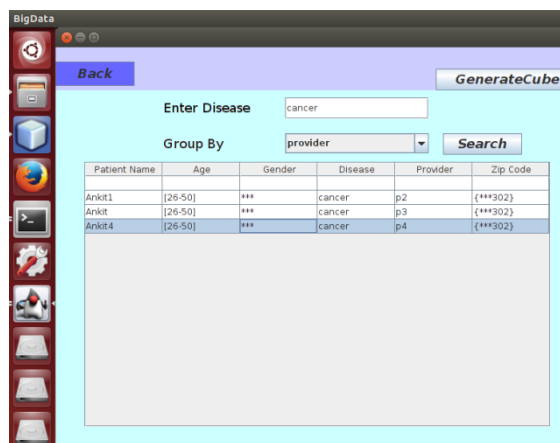 BigData
Back
GenerateCube
Enter Disease cancer
Group By provider Search
Patient Name Age Gender Disease Provider Zip Code
Ankit1 [26-50] *** cancer p2 {***302}
Ankit [26-50] *** cancer p3 {***302}
Ankit4 [26-50] *** cancer p4 {***302}